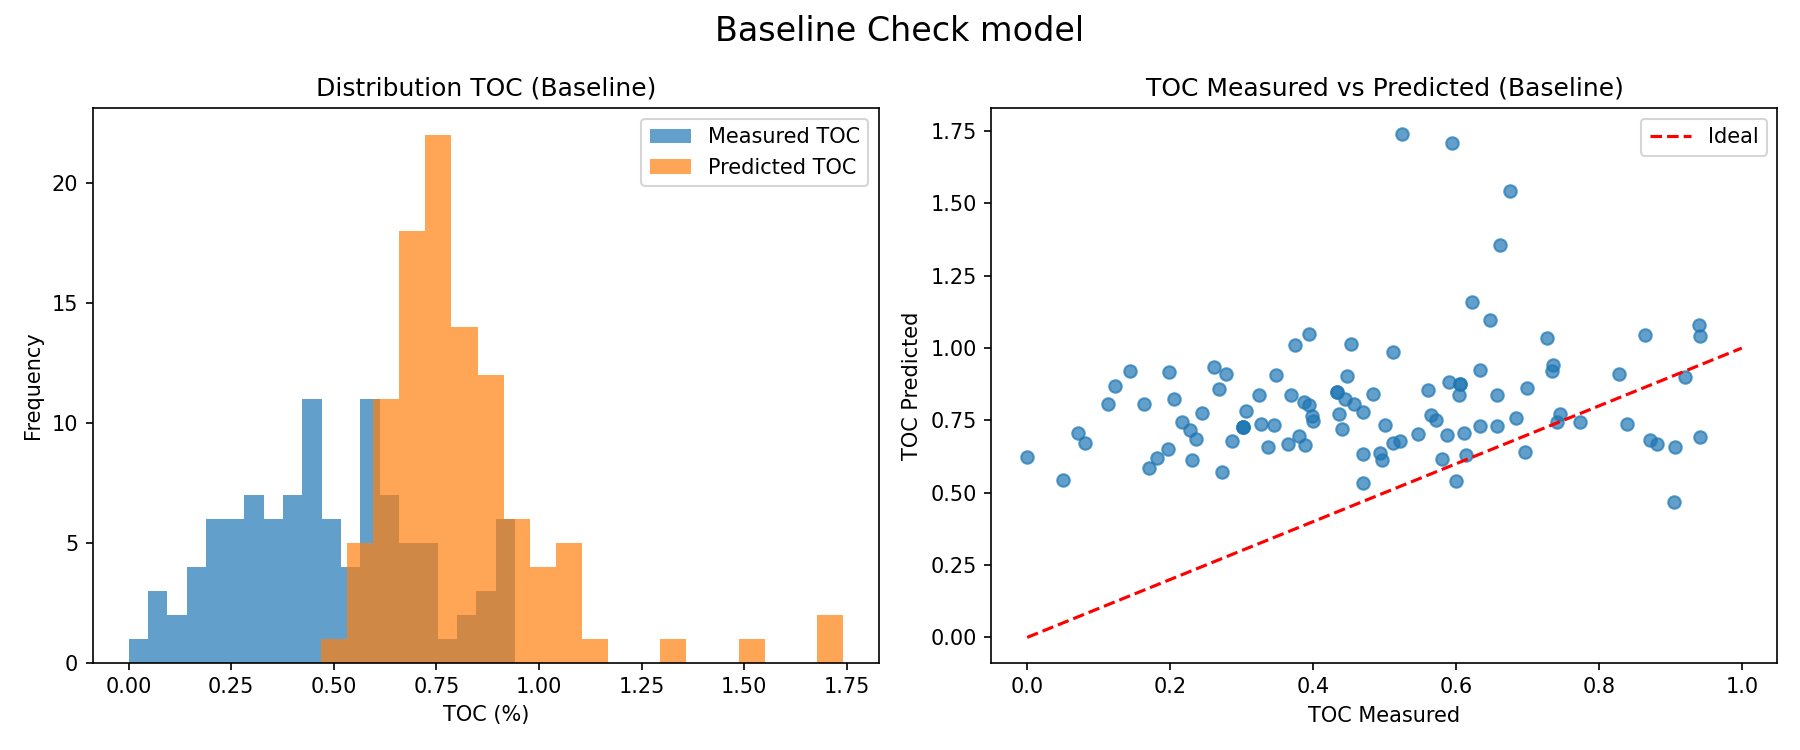 Baseline Check model
Distribution TOC (Baseline)
Measured TOC
Predicted TOC
Frequency
20
15
10
5
0
0.00 0.25 0.50 0.75 1.00 1.25 1.50 1.75
TOC (%)
TOC Measured vs Predicted (Baseline)
Ideal
TOC Predicted
1.75
1.50
1.25
1.00
0.75
0.50
0.25
0.00
0.0 0.2 0.4 0.6 0.8 1.0
TOC Measured